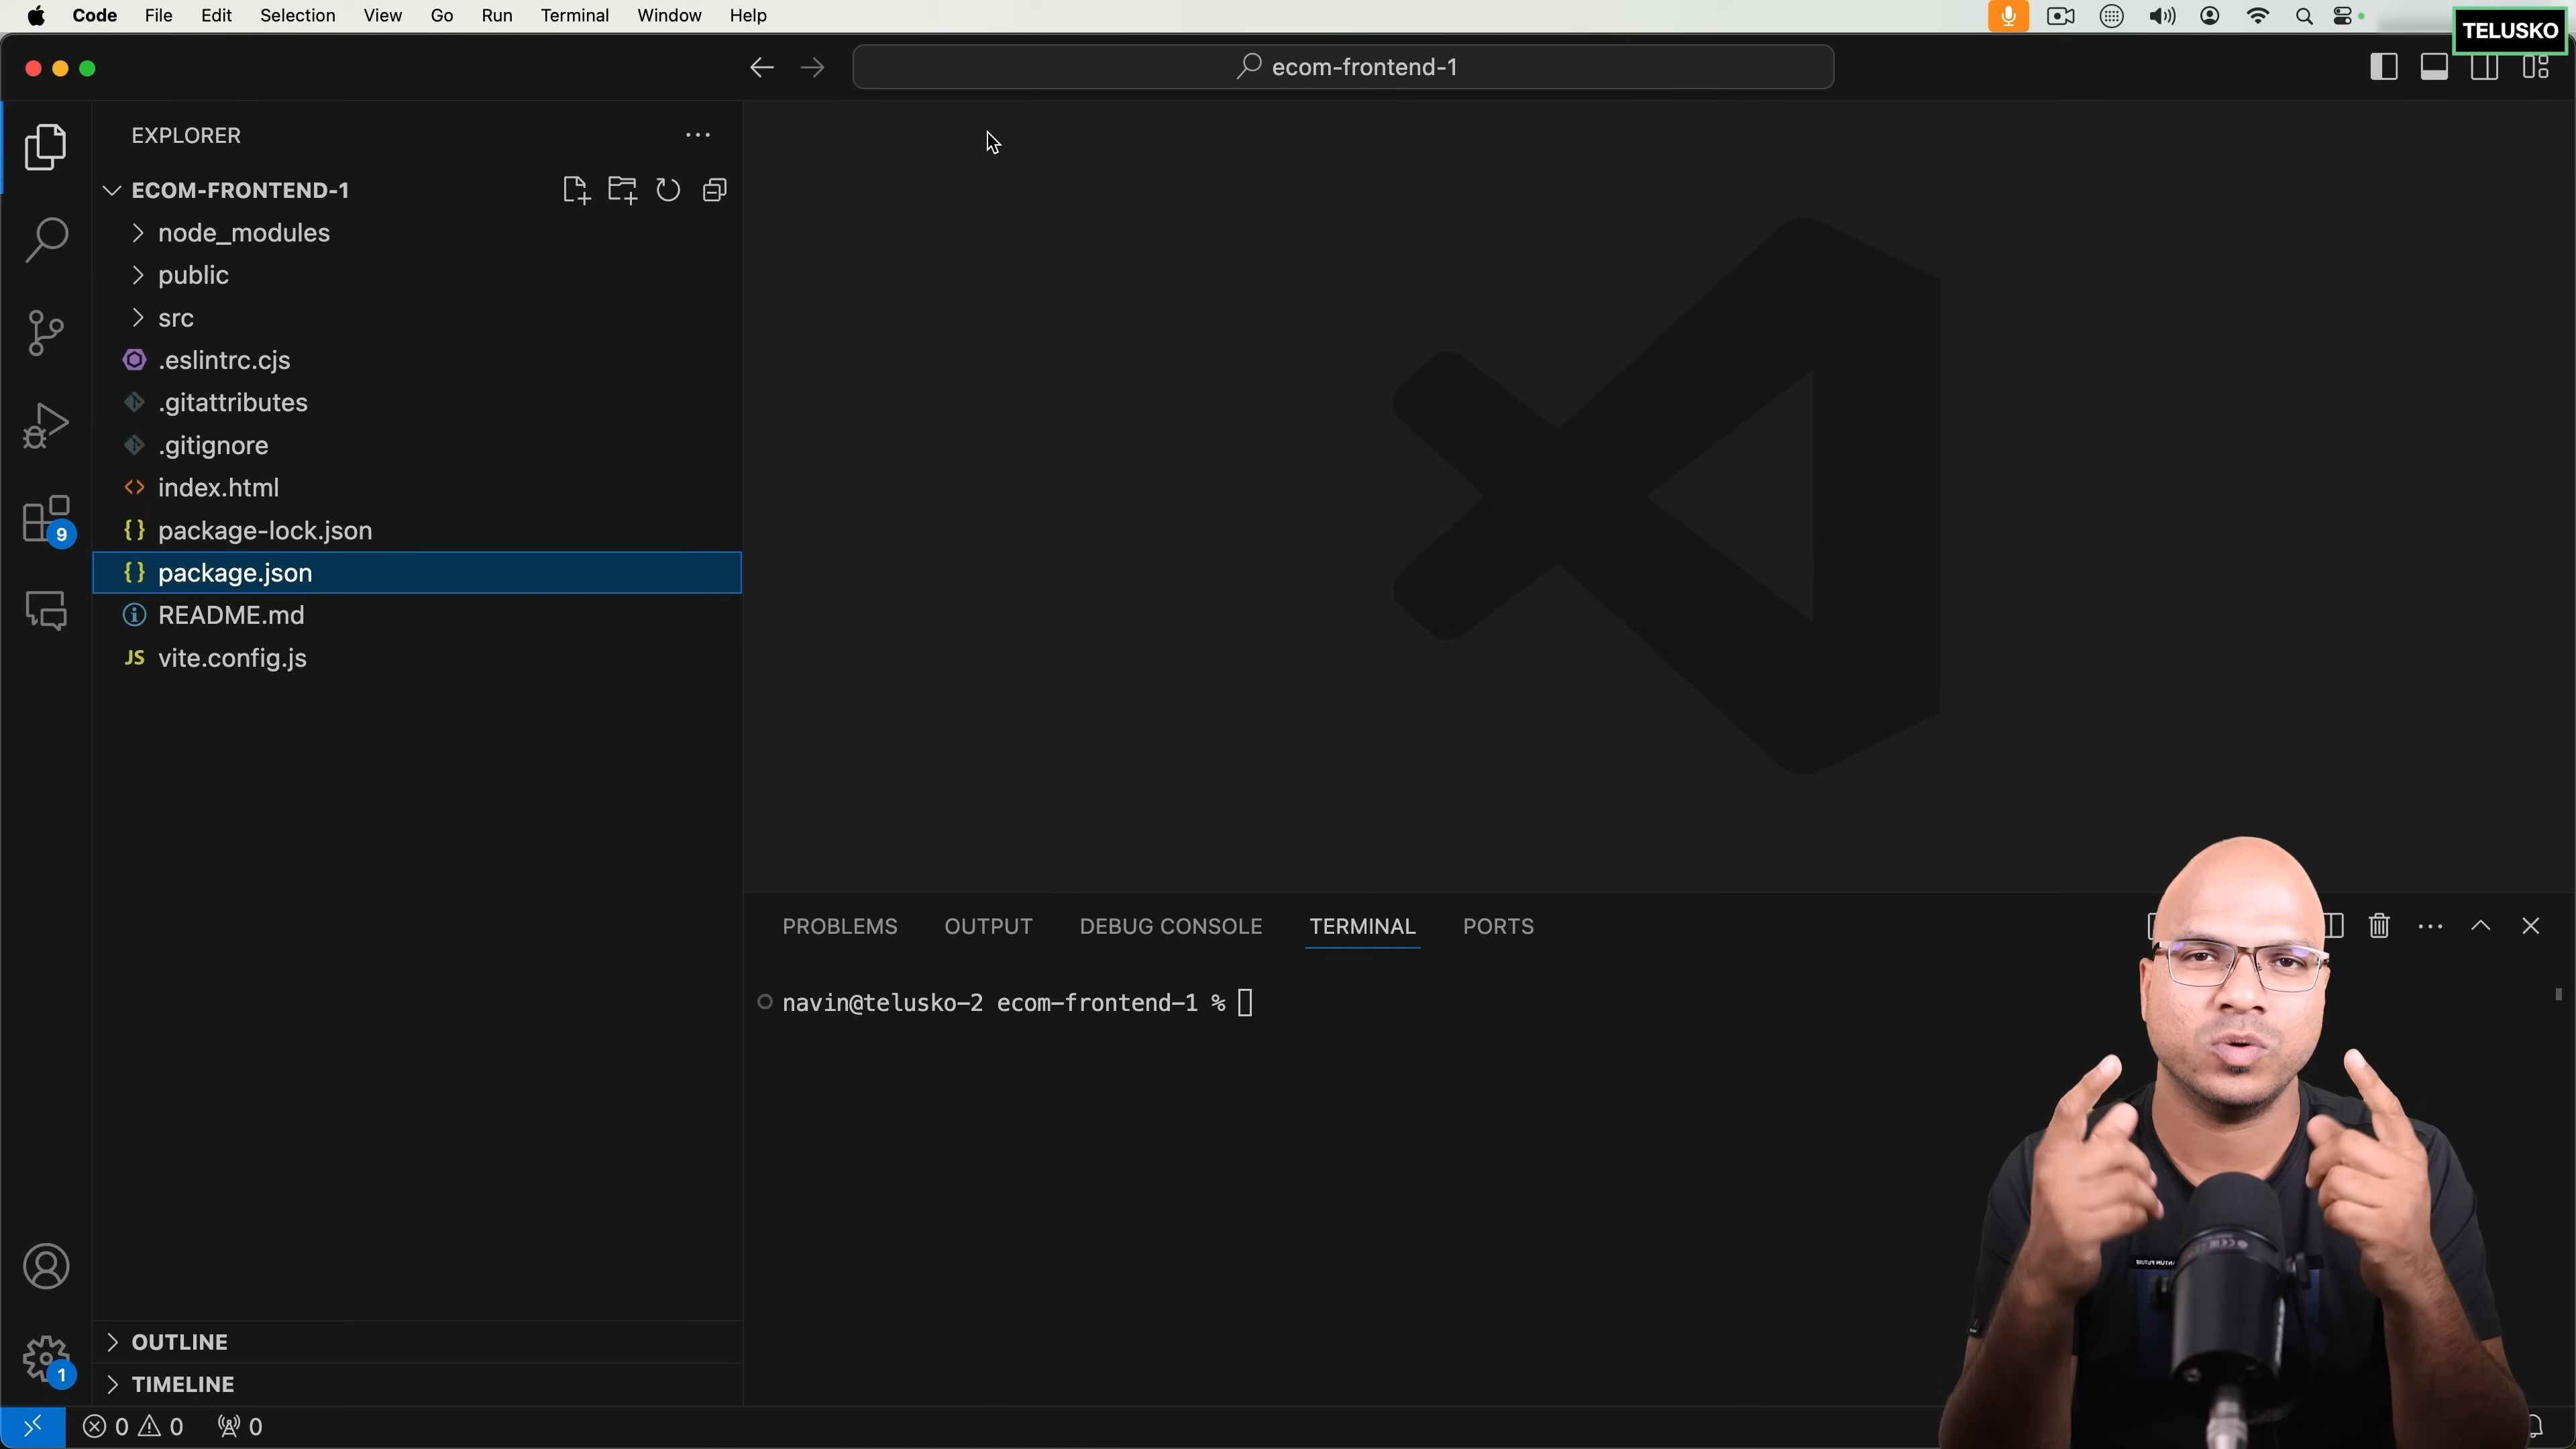 Code File Edit Selection View Go Run Terminal Window Help
TELUSKO
ecom-frontend-1
EXPLORER
ECOM-FRONTEND-1
node_modules
public
src
.eslintrc.cjs
.gitattributes
.gitignore
index.html
{} package-lock.json
{} package.json
README.md
JS vite.config.js
9
PROBLEMS OUTPUT DEBUG CONSOLE TERMINAL PORTS
navin@telusko-2 ecom-frontend-1 %
OUTLINE
TIMELINE
1
0 0 0